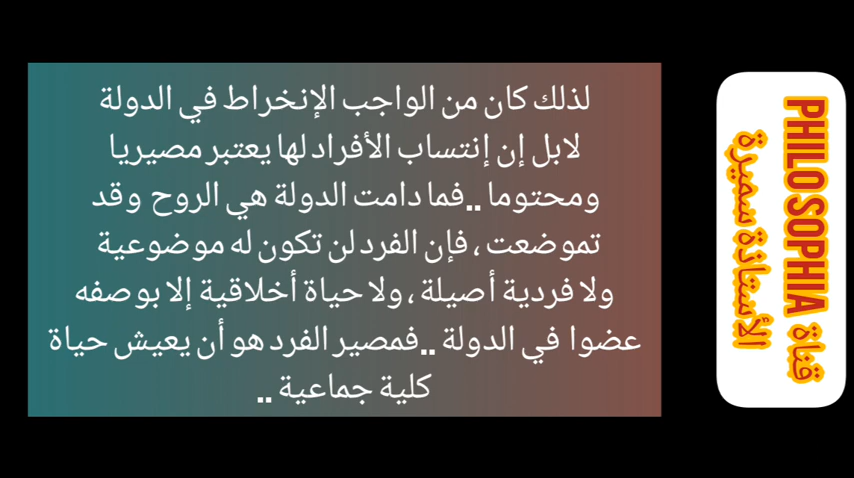 لذلك كان من الواجب الإنخراط في الدولة
لابل إن إنتساب الأفراد لها يعتبر مصيريا
ومحتوما ..فما دامت الدولة هي الروح وقد
تموضعت ، فإن الفرد لن تكون له موضوعية
ولا فردية أصيلة ، ولا حياة أخلاقية إلا بوصفه
عضوا في الدولة ..فمصير الفرد هو أن يعيش حياة
كلية جماعية ..
قناة PHILOSOPHIA
الأستاذة سميرة